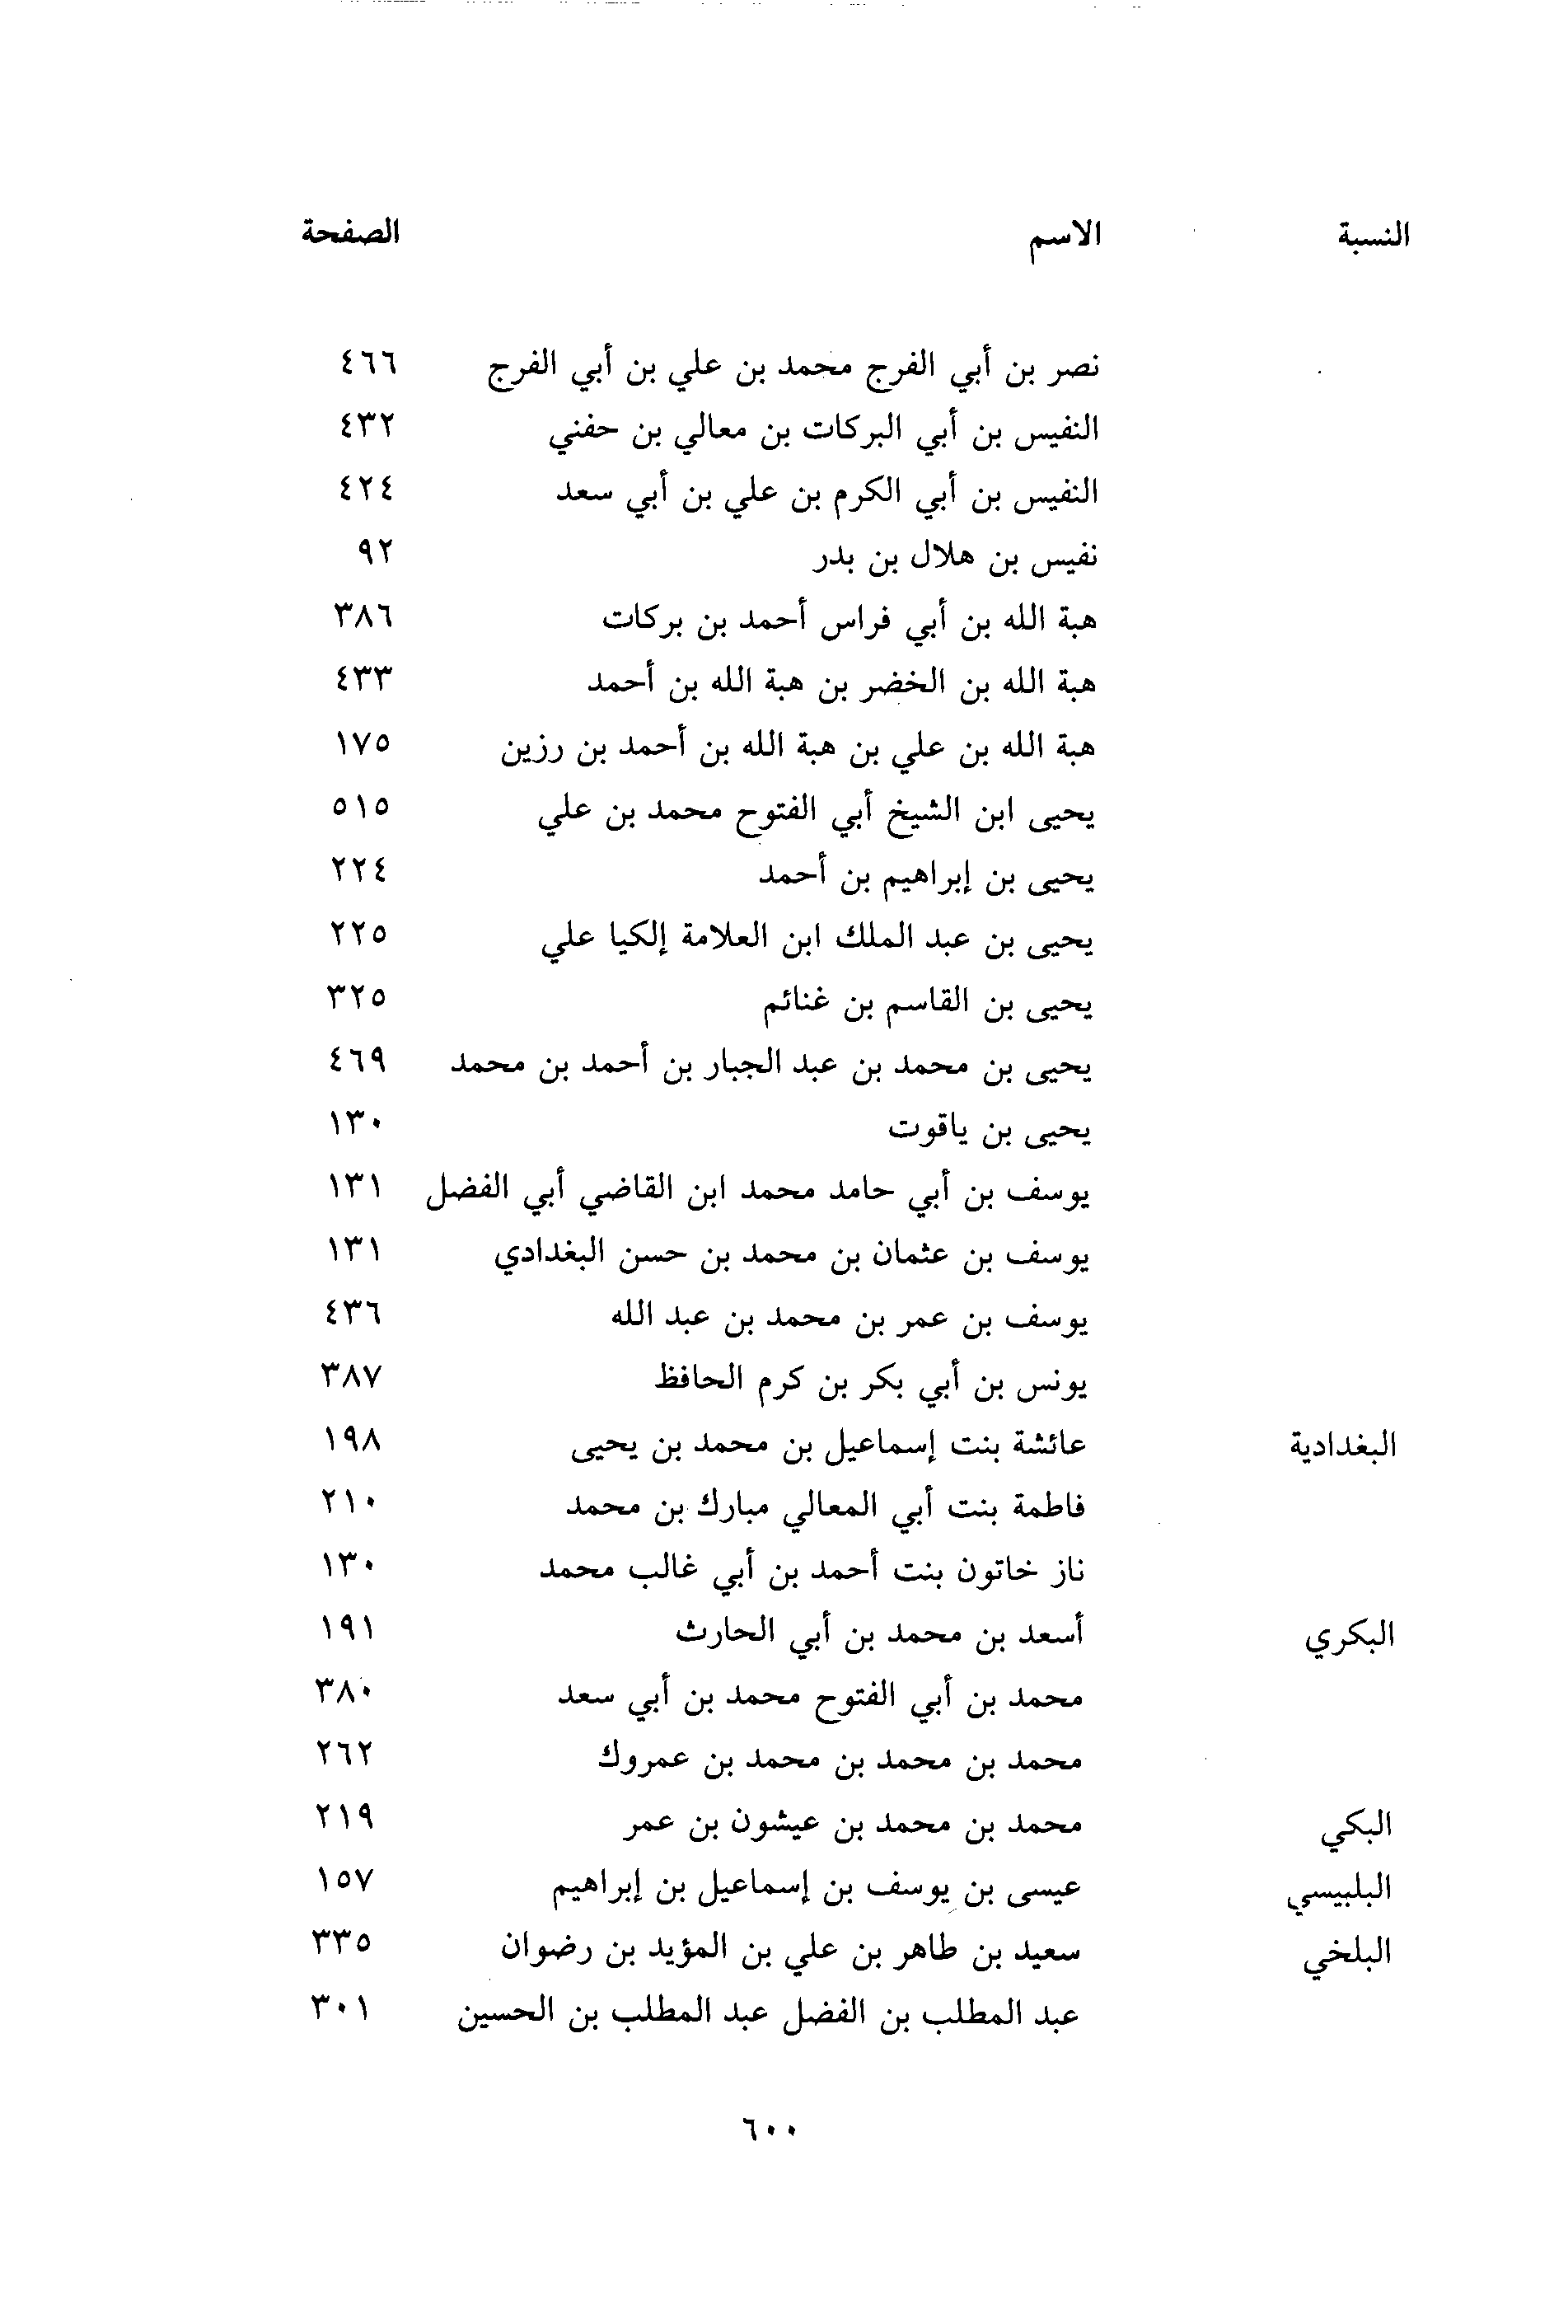 النسبة الاسم الصفحة
نصر بن أبي الفرج محمد بن علي بن أبي الفرج ٤٦٦
النفيس بن أبي البركات بن معالي بن حفني ٤٣٢
النفيس بن أبي الكرم بن علي بن أبي سعد ٤٢٤
نفيس بن هلال بن بدر ٩٢
هبة الله بن أبي فراس أحمد بن بركات ٣٨٦
هبة الله بن الخضر بن هبة الله بن أحمد ٤٣٣
هبة الله بن علي بن هبة الله بن أحمد بن رزين ١٧٥
يحيى ابن الشيخ أبي الفتوح محمد بن علي ٥١٥
يحيى بن إبراهيم بن أحمد ٢٢٤
يحيى بن عبد الملك ابن العلامة إلكيا علي ٢٢٥
يحيى بن القاسم بن غنائم ٣٢٥
يحيى بن محمد بن عبد الجبار بن أحمد بن محمد ٤٦٩
يحيى بن ياقوت ١٣٠
يوسف بن أبي حامد محمد ابن القاضي أبي الفضل ١٣١
يوسف بن عثمان بن محمد بن حسن البغدادي ١٣١
يوسف بن عمر بن محمد بن عبد الله ٤٣٦
يونس بن أبي بكر بن كرم الحافظ ٣٨٧
البغدادية عائشة بنت إسماعيل بن محمد بن يحيى ١٩٨
فاطمة بنت أبي المعالي مبارك بن محمد ٢١٠
ناز خاتون بنت أحمد بن أبي غالب محمد ١٣٠
البكري أسعد بن محمد بن أبي الحارث ١٩١
محمد بن أبي الفتوح محمد بن أبي سعد ٣٨٠
محمد بن محمد بن محمد بن عمروك ٢٦٢
البكي محمد بن محمد بن عيشون بن عمر ٢١٩
البلبيسي عيسى بن يوسف بن إسماعيل بن إبراهيم ١٥٧
البلخي سعيد بن طاهر بن علي بن المؤيد بن رضوان ٣٣٥
عبد المطلب بن الفضل عبد المطلب بن الحسين ٣٠١
٦٠٠